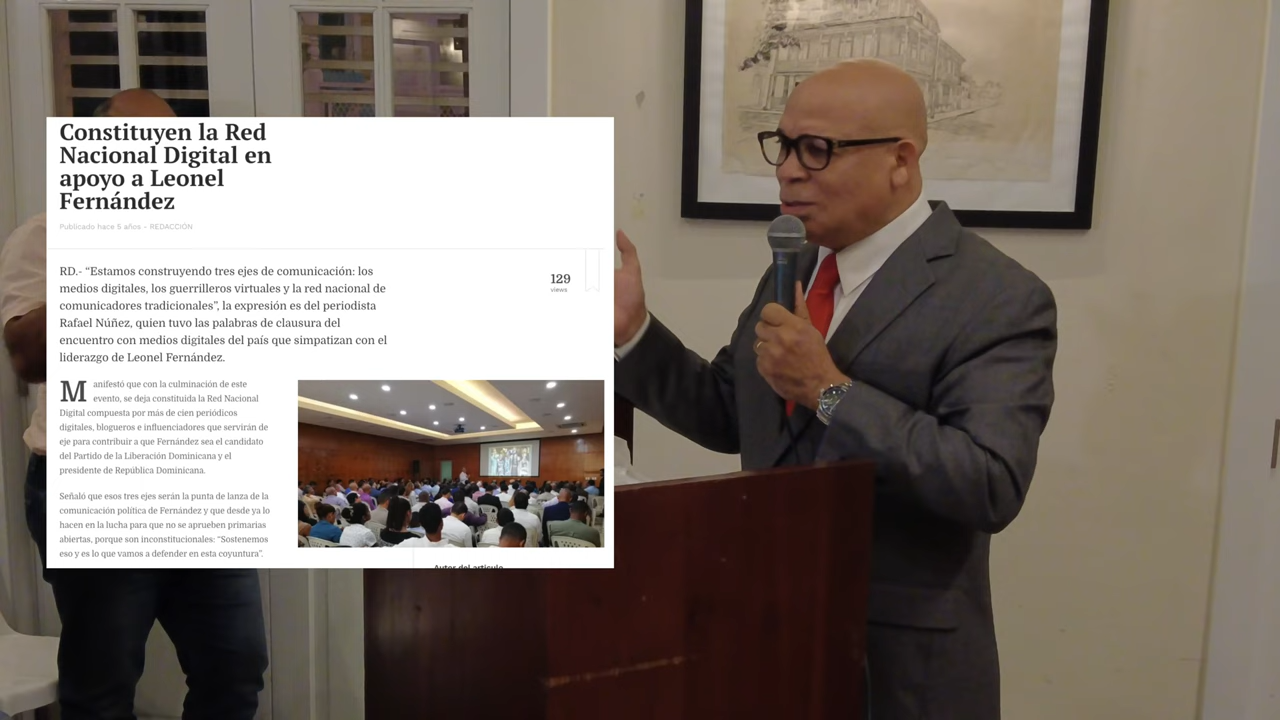 Constituyen la Red
Nacional Digital en
apoyo a Leonel
Fernández
Publicado hace 5 años - REDACCIÓN
RD.- “Estamos construyendo tres ejes de comunicación: los
medios digitales, los guerrilleros virtuales y la red nacional de
comunicadores tradicionales”, la expresión es del periodista
Rafael Núñez, quien tuvo las palabras de clausura del
encuentro con medios digitales del país que simpatizan con el
liderazgo de Leonel Fernández.
129
views
Manifestó que con la culminación de este
evento, se deja constituida la Red Nacional
Digital compuesta por más de cien periódicos
digitales, blogueros e influenciadores que servirán de
eje para contribuir a que Fernández sea el candidato
del Partido de la Liberación Dominicana y el
presidente de República Dominicana.
Señaló que esos tres ejes serán la punta de lanza de la
comunicación política de Fernández y que desde ya lo
hacen en la lucha para que no se aprueben primarias
abiertas, porque son inconstitucionales: “Sostenemos
eso y es lo que vamos a defender en esta coyuntura”.
Autor del artículo